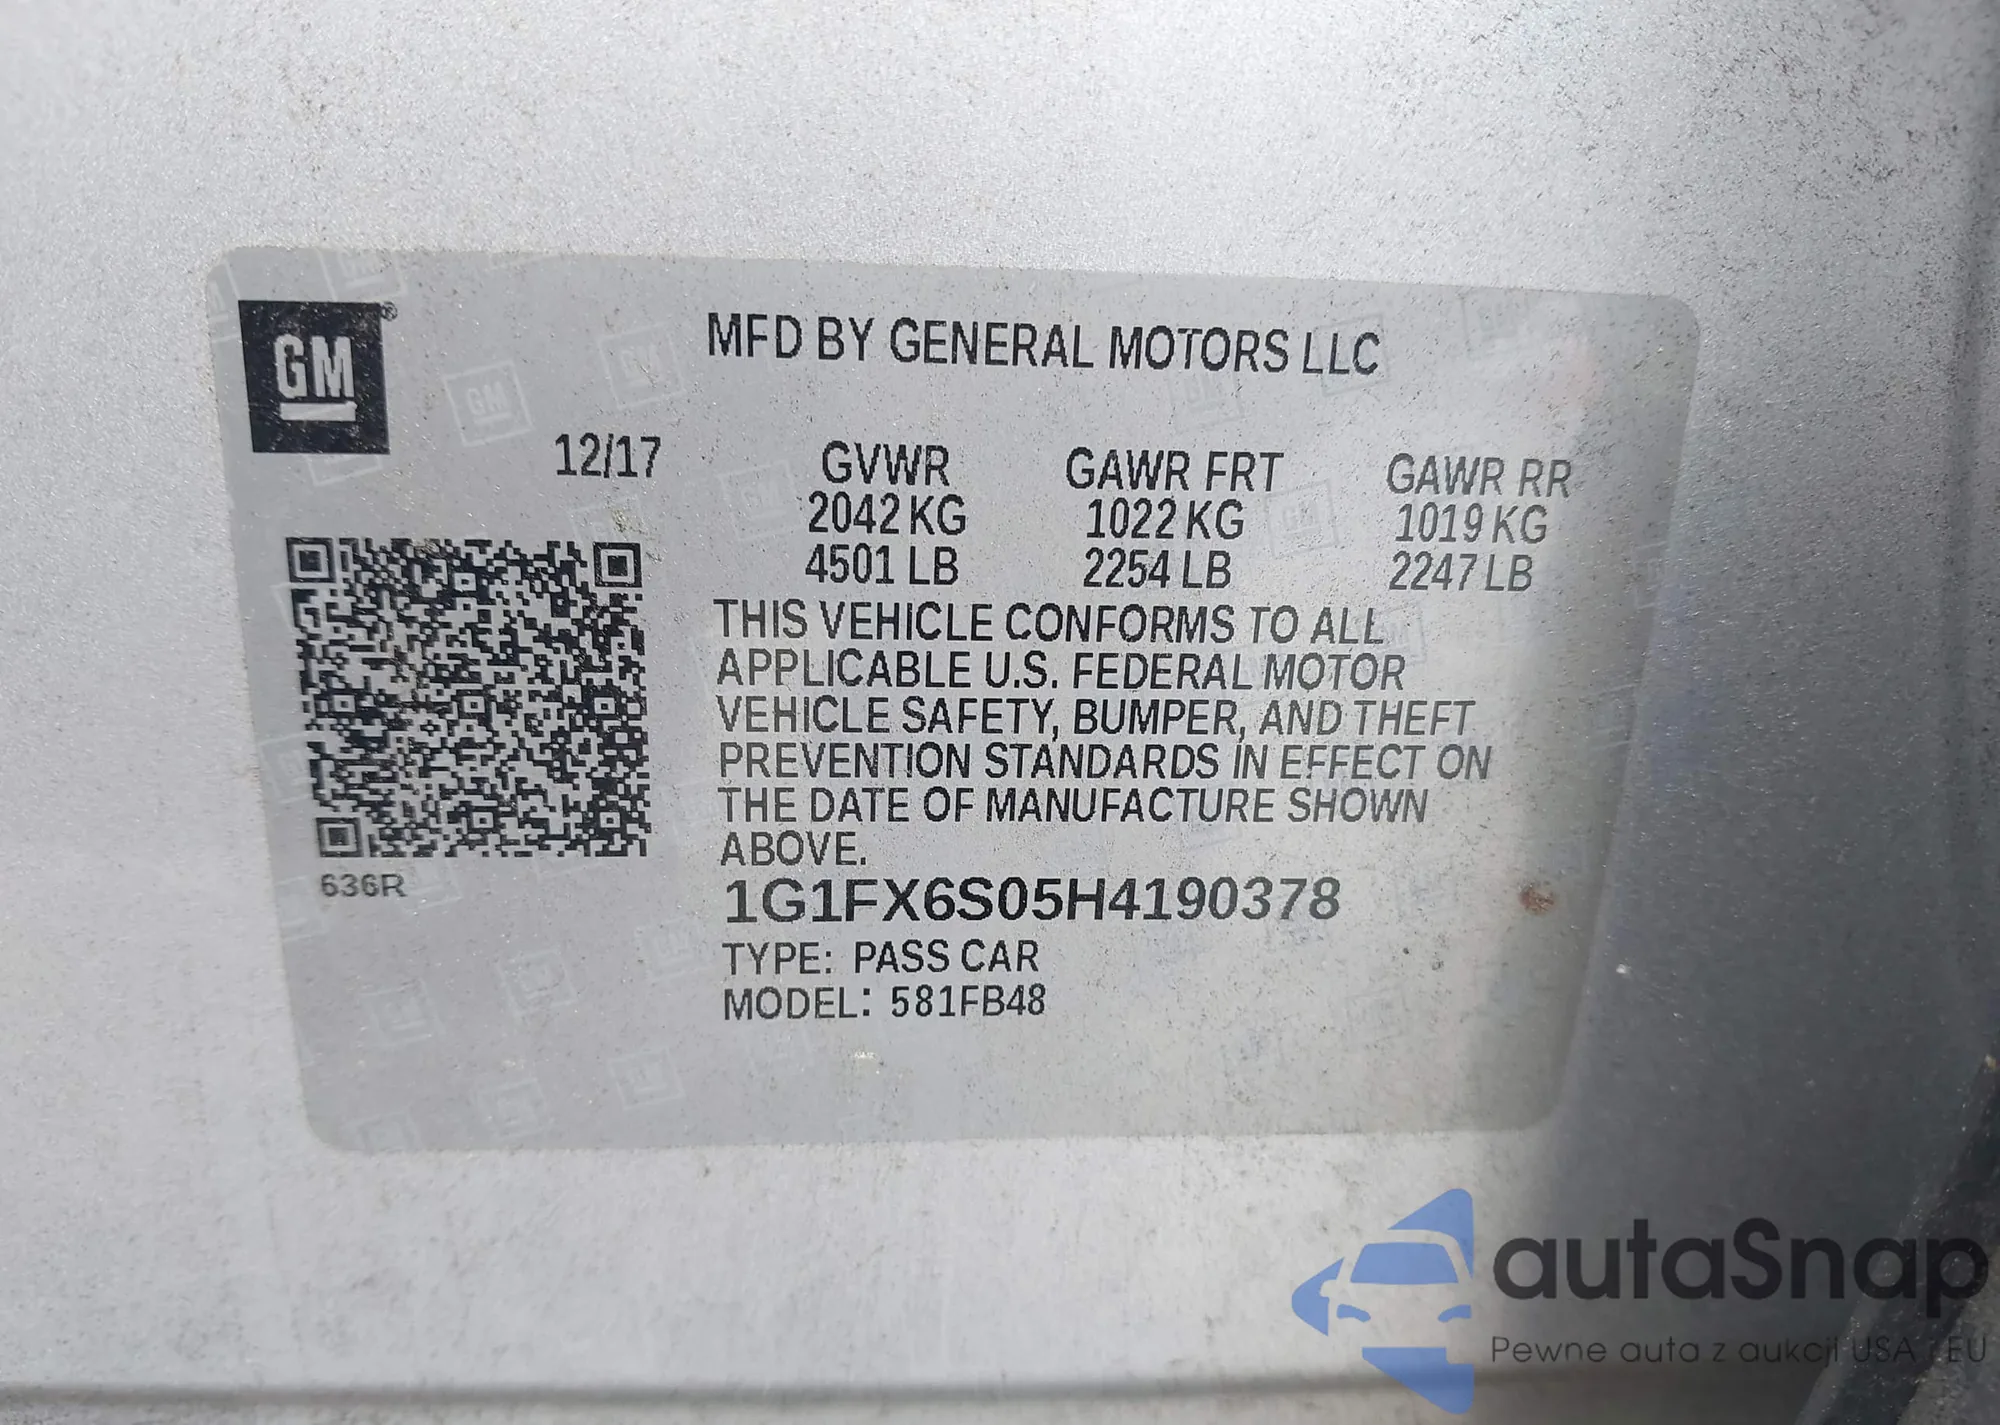 GM®
MFD BY GENERAL MOTORS LLC
12/17
GVWR GAWR FRT GAWR RR
2042 KG 1022 KG 1019 KG
4501 LB 2254 LB 2247 LB
THIS VEHICLE CONFORMS TO ALL
APPLICABLE U.S. FEDERAL MOTOR
VEHICLE SAFETY, BUMPER, AND THEFT
PREVENTION STANDARDS IN EFFECT ON
THE DATE OF MANUFACTURE SHOWN
ABOVE.
636R
1G1FX6S05H4190378
TYPE: PASS CAR
MODEL: 581FB48
autaSnap
Pewne auta z aukcji USA i EU